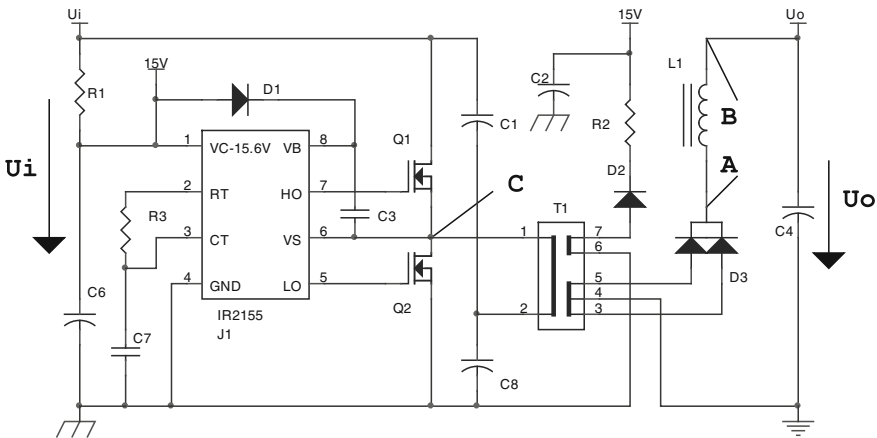 Ui
15V
Uo
15V
R1
D1
C2
L1
C1
R2
B
1
VC-15.6V
VB
8
Q1
Ui
A
2
RT
HO
7
D2
C
Uo
R3
C3
T1
3
CT
VS
6
1
7
6
C4
4
GND
LO
5
5
D3
4
C6
IR2155
Q2
2
3
J1
C7
C8